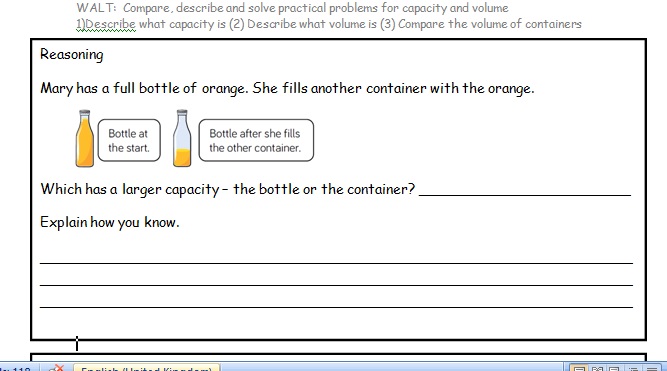 WALT: Compare, describe and solve practical problems for capacity and volume
1)Describe what capacity is (2) Describe what volume is (3) Compare the volume of containers
Reasoning
Mary has a full bottle of orange. She fills another container with the orange.
Bottle at
the start.
Bottle after she fills
the other container.
Which has a larger capacity – the bottle or the container?
Explain how you know.
English (United Kingdom)